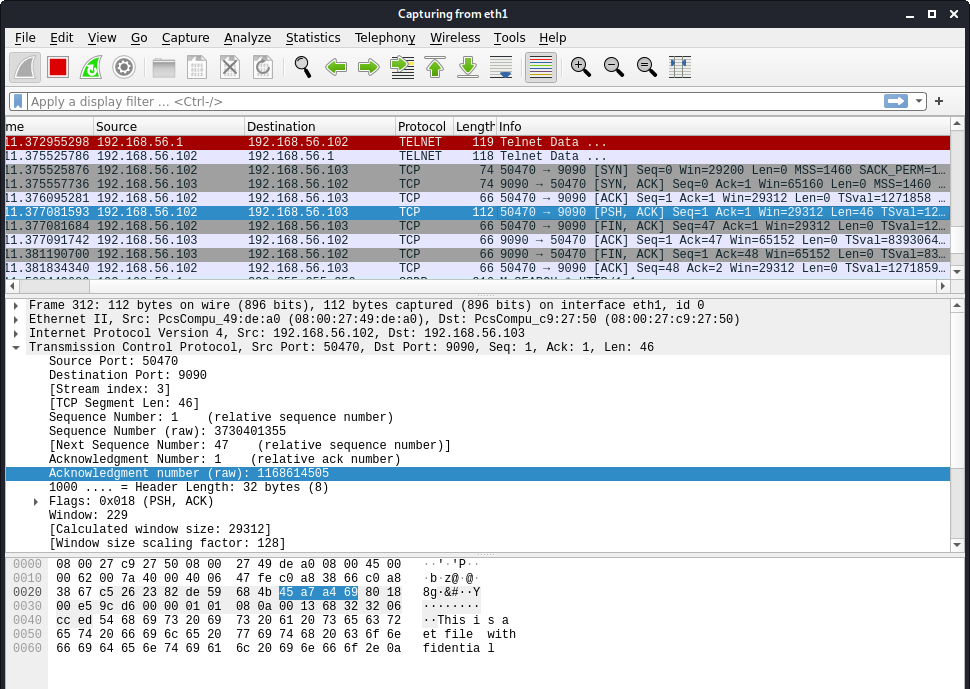 Capturing from eth1
File Edit View Go Capture Analyze Statistics Telephony Wireless Tools Help
Apply a display filter ... <Ctrl-/>
me Source Destination Protocol Length Info
11.372955298 192.168.56.1 192.168.56.102 TELNET 119 Telnet Data ...
11.375525786 192.168.56.102 192.168.56.1 TELNET 118 Telnet Data ...
11.375525876 192.168.56.102 192.168.56.103 TCP 74 50470 → 9090 [SYN] Seq=0 Win=29200 Len=0 MSS=1460 SACK_PERM=1…
11.375557736 192.168.56.103 192.168.56.102 TCP 74 9090 → 50470 [SYN, ACK] Seq=0 Ack=1 Win=65160 Len=0 MSS=1460 …
11.376095281 192.168.56.102 192.168.56.103 TCP 66 50470 → 9090 [ACK] Seq=1 Ack=1 Win=29312 Len=0 TSval=1271858 …
11.377081593 192.168.56.102 192.168.56.103 TCP 112 50470 → 9090 [PSH, ACK] Seq=1 Ack=1 Win=29312 Len=46 TSval=12…
11.377081684 192.168.56.102 192.168.56.103 TCP 66 50470 → 9090 [FIN, ACK] Seq=47 Ack=1 Win=29312 Len=0 TSval=12…
11.377091742 192.168.56.103 192.168.56.102 TCP 66 9090 → 50470 [ACK] Seq=1 Ack=47 Win=65152 Len=0 TSval=8393064…
11.381190700 192.168.56.103 192.168.56.102 TCP 66 9090 → 50470 [FIN, ACK] Seq=1 Ack=48 Win=65152 Len=0 TSval=83…
11.381834340 192.168.56.102 192.168.56.103 TCP 66 50470 → 9090 [ACK] Seq=48 Ack=2 Win=29312 Len=0 TSval=1271859…
Frame 312: 112 bytes on wire (896 bits), 112 bytes captured (896 bits) on interface eth1, id 0
Ethernet II, Src: PcsCompu_49:de:a0 (08:00:27:49:de:a0), Dst: PcsCompu_c9:27:50 (08:00:27:c9:27:50)
Internet Protocol Version 4, Src: 192.168.56.102, Dst: 192.168.56.103
Transmission Control Protocol, Src Port: 50470, Dst Port: 9090, Seq: 1, Ack: 1, Len: 46
Source Port: 50470
Destination Port: 9090
[Stream index: 3]
[TCP Segment Len: 46]
Sequence Number: 1 (relative sequence number)
Sequence Number (raw): 3730401355
[Next Sequence Number: 47 (relative sequence number)]
Acknowledgment Number: 1 (relative ack number)
Acknowledgment number (raw): 1168614505
1000 .... = Header Length: 32 bytes (8)
Flags: 0x018 (PSH, ACK)
Window: 229
[Calculated window size: 29312]
[Window size scaling factor: 128]
0000 08 00 27 c9 27 50 08 00 27 49 de a0 08 00 45 00 ··'·'P··
0010 00 62 00 7a 40 00 40 06 47 fe c0 a8 38 66 c0 a8 ·b·z@·@·
0020 38 67 c5 26 23 82 de 59 68 4b 45 a7 a4 69 80 18 8g·&#··Y
0030 00 e5 9c d6 00 00 01 01 08 0a 00 13 68 32 32 06 ········
0040 cc ed 54 68 69 73 20 69 73 20 61 20 73 65 63 72 ··This i s a
0050 65 74 20 66 69 6c 65 20 77 69 74 68 20 63 6f 6e et file with
0060 66 69 64 65 6e 74 69 61 6c 20 69 6e 66 6f 2e 0a fidentia l